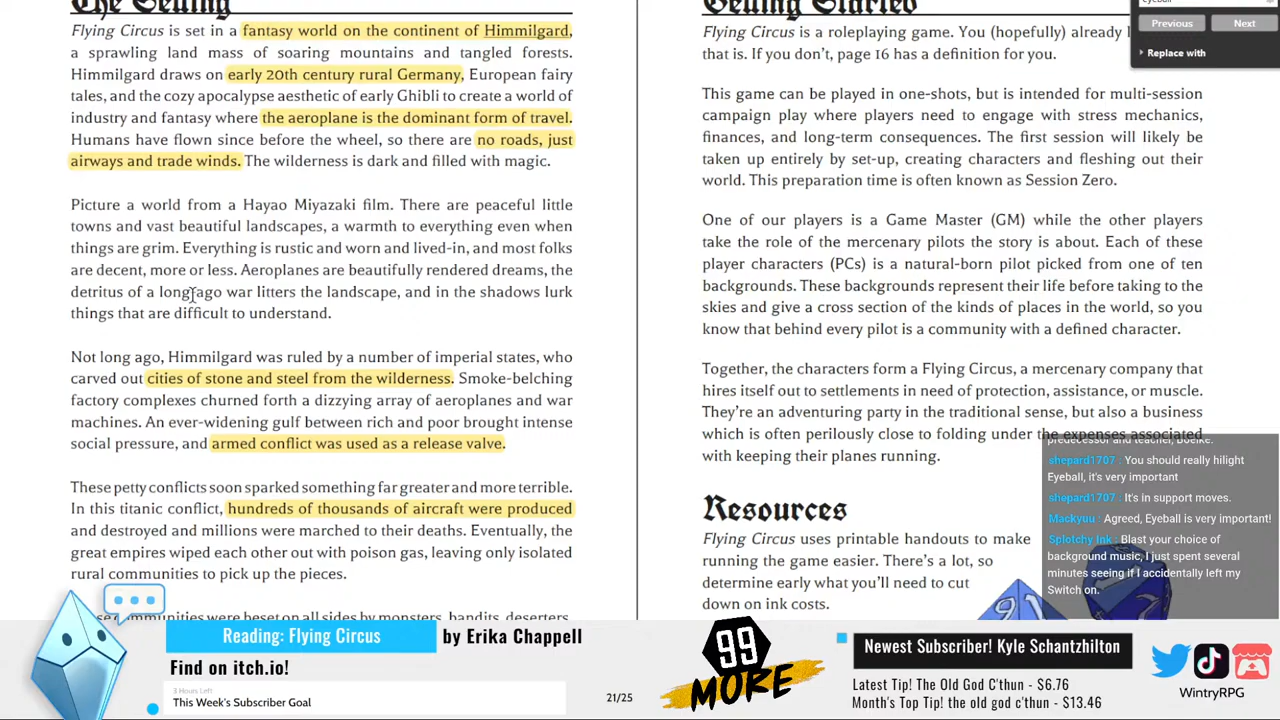 The Setting
Flying Circus is set in a fantasy world on the continent of Himmilgard,
a sprawling land mass of soaring mountains and tangled forests.
Himmilgard draws on early 20th century rural Germany, European fairy
tales, and the cozy apocalypse aesthetic of early Ghibli to create a world of
industry and fantasy where the aeroplane is the dominant form of travel.
Humans have flown since before the wheel, so there are no roads, just
airways and trade winds. The wilderness is dark and filled with magic.
Picture a world from a Hayao Miyazaki film. There are peaceful little
towns and vast beautiful landscapes, a warmth to everything even when
things are grim. Everything is rustic and worn and lived-in, and most folks
are decent, more or less. Aeroplanes are beautifully rendered dreams, the
detritus of a long ago war litters the landscape, and in the shadows lurk
things that are difficult to understand.
Not long ago, Himmilgard was ruled by a number of imperial states, who
carved out cities of stone and steel from the wilderness. Smoke-belching
factory complexes churned forth a dizzying array of aeroplanes and war
machines. An ever-widening gulf between rich and poor brought intense
social pressure, and armed conflict was used as a release valve.
These petty conflicts soon sparked something far greater and more terrible.
In this titanic conflict, hundreds of thousands of aircraft were produced
and destroyed and millions were marched to their deaths. Eventually, the
great empires wiped each other out with poison gas, leaving only isolated
rural communities to pick up the pieces.
communities were beset on all sides by monsters, bandits, deserters,
Getting Started
Flying Circus is a roleplaying game. You (hopefully) already
that is. If you don't, page 16 has a definition for you.
This game can be played in one-shots, but is intended for multi-session
campaign play where players need to engage with stress mechanics,
finances, and long-term consequences. The first session will likely be
taken up entirely by set-up, creating characters and fleshing out their
world. This preparation time is often known as Session Zero.
One of our players is a Game Master (GM) while the other players
take the role of the mercenary pilots the story is about. Each of these
player characters (PCs) is a natural-born pilot picked from one of ten
backgrounds. These backgrounds represent their life before taking to the
skies and give a cross section of the kinds of places in the world, so you
know that behind every pilot is a community with a defined character.
Together, the characters form a Flying Circus, a mercenary company that
hires itself out to settlements in need of protection, assistance, or muscle.
They're an adventuring party in the traditional sense, but also a business
which is often perilously close to folding under the expenses associated
with keeping their planes running.
Resources
Flying Circus uses printable handouts to make
running the game easier. There's a lot, so
determine early what you'll need to cut
down on ink costs.
eyeball
Previous
Next
Replace with
predecessor and teacher, Boelke.
shepard1707 : You should really hilight
Eyeball, it's very important
shepard1707 : It's in support moves.
Mackyuu : Agreed, Eyeball is very important!
Splotchy Ink : Blast your choice of
background music, I just spent several
minutes seeing if I accidentally left my
Switch on.
91
Reading: Flying Circus
by Erika Chappell
Find on itch.io!
3 Hours Left
This Week's Subscriber Goal
21/25
99
MORE
Newest Subscriber! Kyle Schantzhilton
Latest Tip! The Old God C'thun - $6.76
Month's Top Tip! the old god c'thun - $13.46
WintryRPG